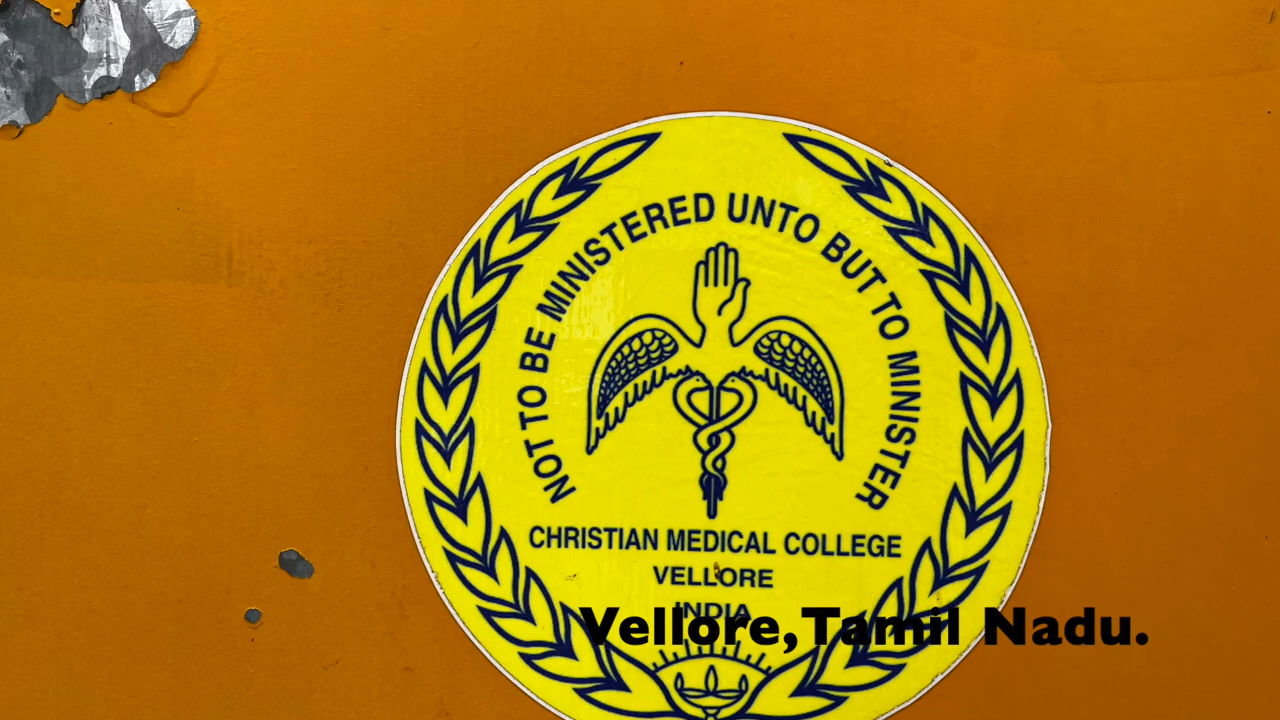 NOT TO BE MINISTERED UNTO BUT TO MINISTER
CHRISTIAN MEDICAL COLLEGE
VELLORE
INDIA
Vellore,Tamil Nadu.